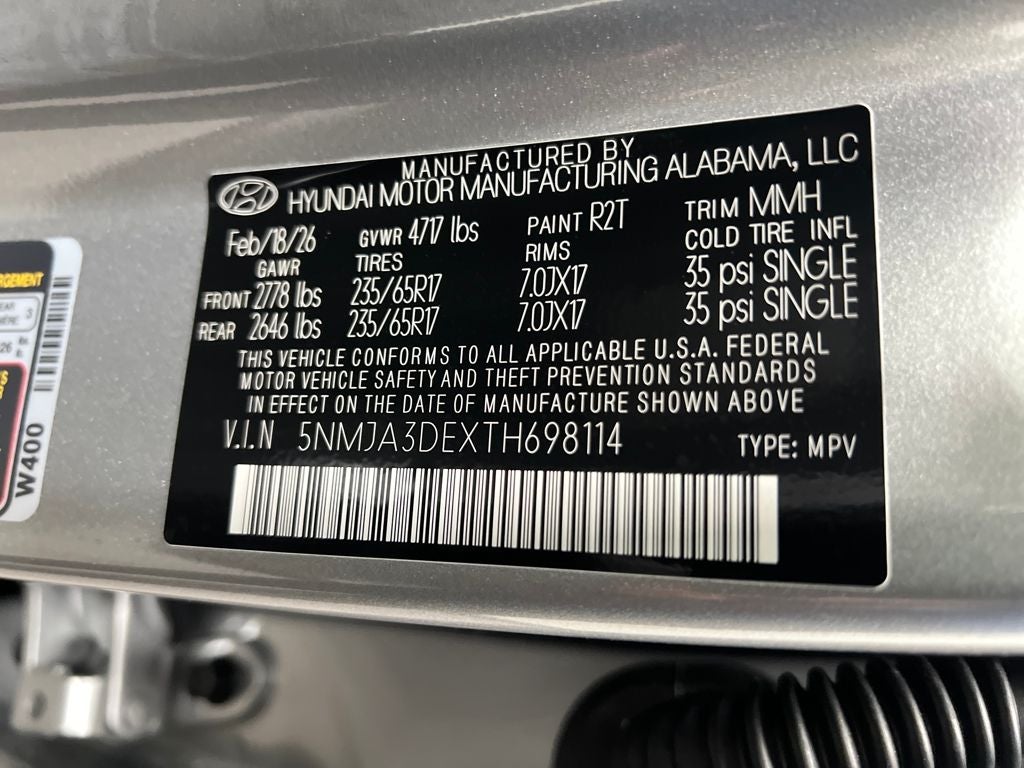 MANUFACTURED BY
HYUNDAI MOTOR MANUFACTURING ALABAMA, LLC
Feb/18/26 GVWR 4717 lbs PAINT R2T TRIM MMH
GAWR TIRES RIMS COLD TIRE INFL
FRONT 2778 lbs 235/65R17 7.0JX17 35 psi SINGLE
REAR 2646 lbs 235/65R17 7.0JX17 35 psi SINGLE
THIS VEHICLE CONFORMS TO ALL APPLICABLE U.S.A. FEDERAL
MOTOR VEHICLE SAFETY AND THEFT PREVENTION STANDARDS
IN EFFECT ON THE DATE OF MANUFACTURE SHOWN ABOVE
V.I.N 5NMJA3DEXTH698114 TYPE: MPV
3
26
W400